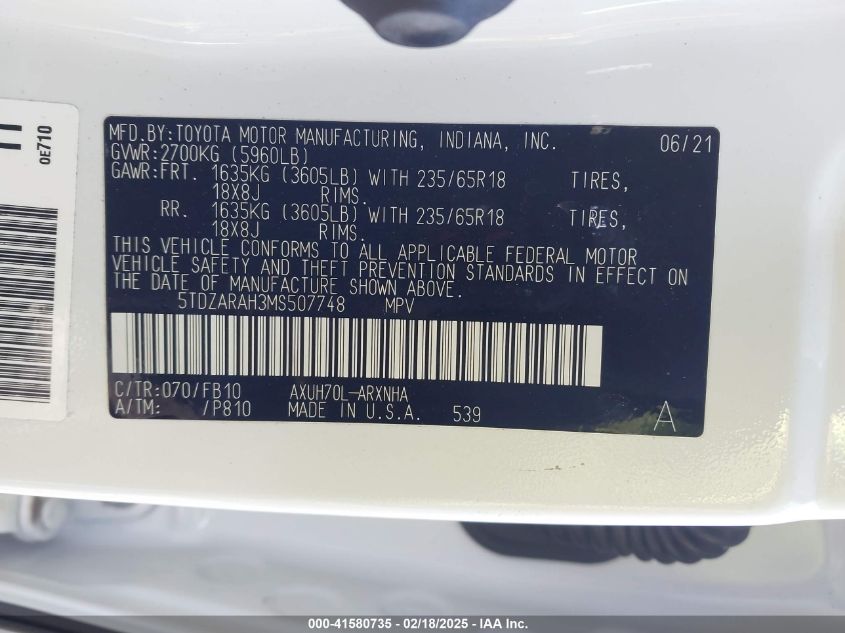 MFD.BY:TOYOTA MOTOR MANUFACTURING, INDIANA, INC. 06/21
GVWR:2700KG (5960LB)
GAWR:FRT. 1635KG (3605LB) WITH 235/65R18 TIRES,
18X8J RIMS.
RR. 1635KG (3605LB) WITH 235/65R18 TIRES,
18X8J RIMS.
THIS VEHICLE CONFORMS TO ALL APPLICABLE FEDERAL MOTOR
VEHICLE SAFETY AND THEFT PREVENTION STANDARDS IN EFFECT ON
THE DATE OF MANUFACTURE SHOWN ABOVE.
5TDZARAH3MS507748 MPV
C/TR:070/FB10 AXUH70L-ARXNHA
A/TM: /P810 MADE IN U.S.A. 539 A
0E710
000-41580735 - 02/18/2025 - © IAA, Inc.